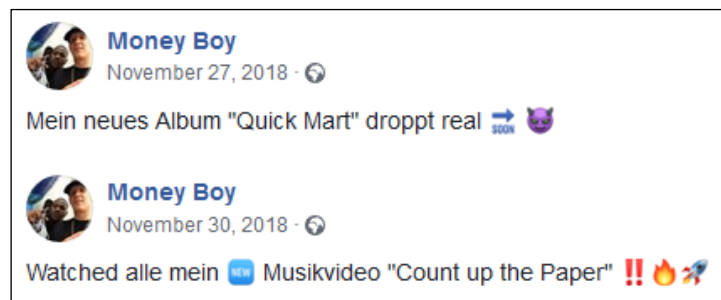 Money Boy
November 27, 2018 ·
Mein neues Album "Quick Mart" droppt real 🔜 😈
Money Boy
November 30, 2018 ·
Watched alle mein 🆕 Musikvideo "Count up the Paper" ‼️🔥🚀